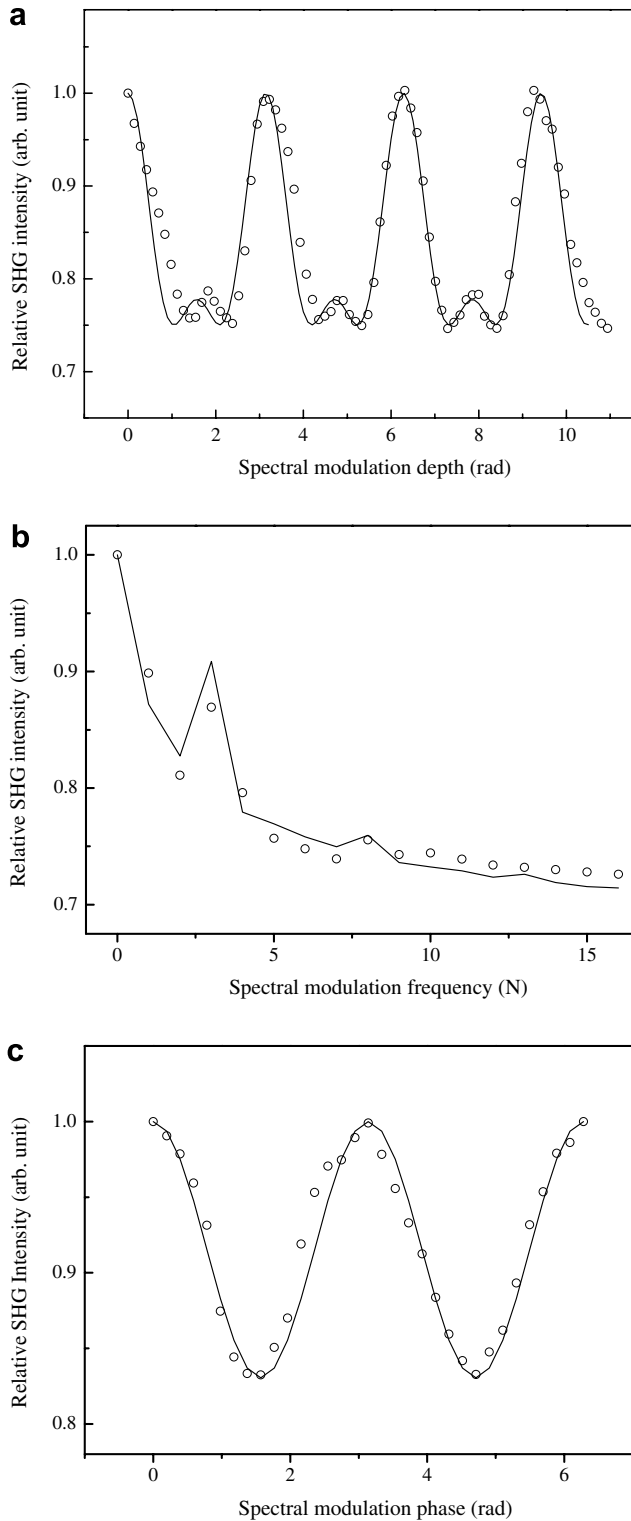 a
Relative SHG intensity (arb. unit)
1.0
0.9
0.8
0.7
0 2 4 6 8 10
Spectral modulation depth (rad)
b
Relative SHG intensity (arb. unit)
1.0
0.9
0.8
0.7
0 5 10 15
Spectral modulation frequency (N)
c
Relative SHG Intensity (arb. unit)
1.0
0.9
0.8
0 2 4 6
Spectral modulation phase (rad)